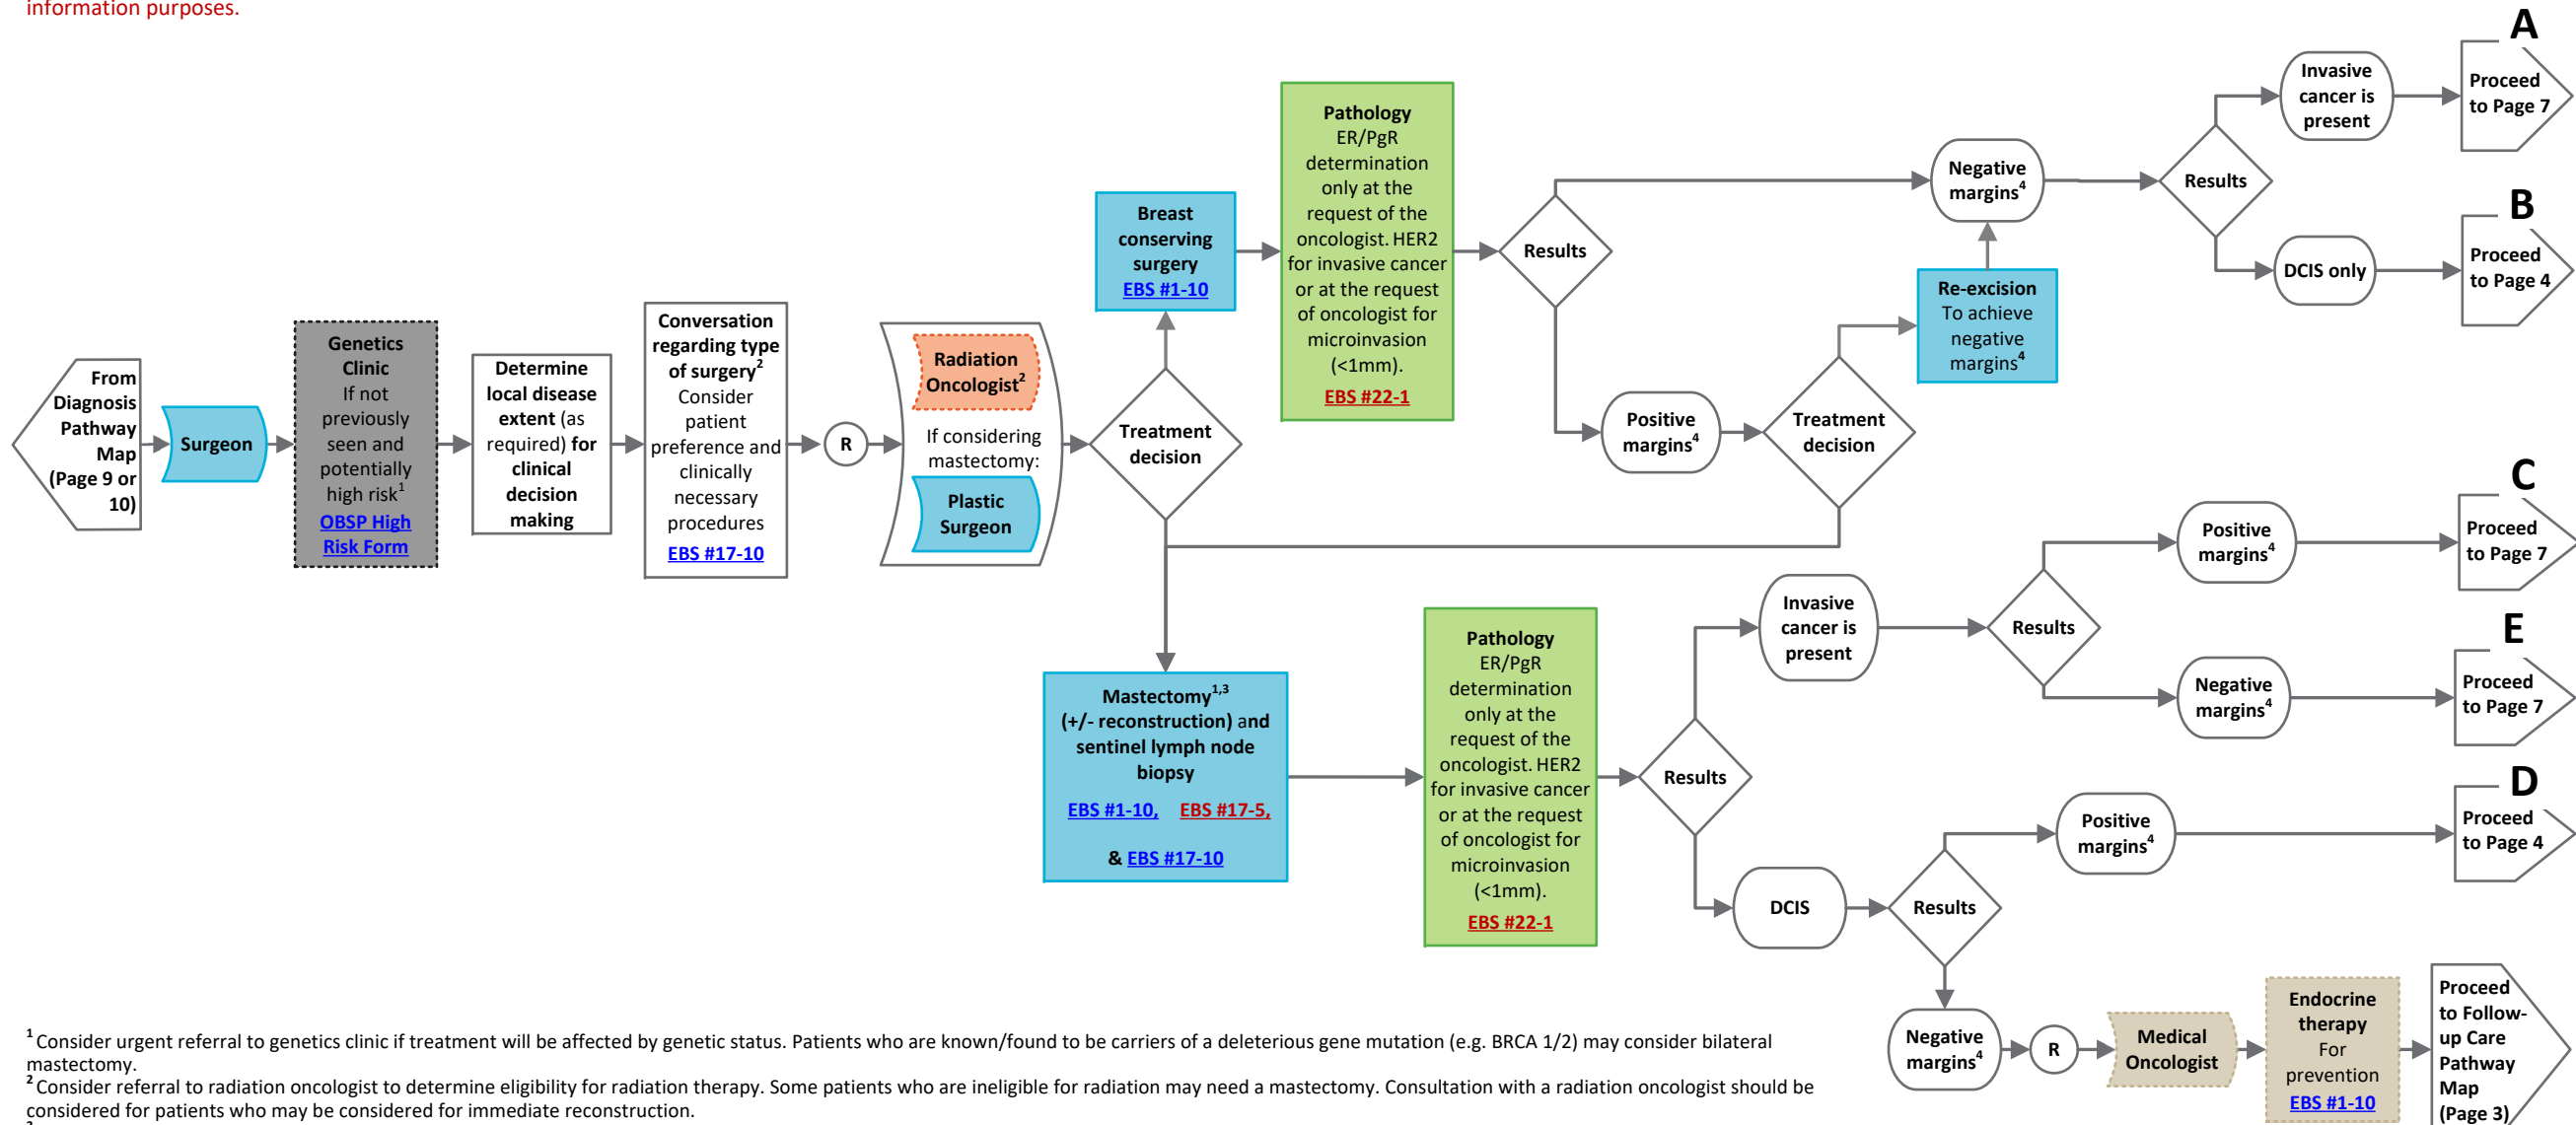 information purposes.
From
Diagnosis
Pathway
Map
(Page 9 or
10)
Surgeon
Genetics
Clinic
If not
previously
seen and
potentially
high risk1
OBSP High
Risk Form
Determine
local disease
extent (as
required) for
clinical
decision
making
Conversation
regarding type
of surgery2
Consider
patient
preference and
clinically
necessary
procedures
EBS #17-10
R
Radiation
Oncologist2
If considering
mastectomy:
Plastic
Surgeon
Treatment
decision
Breast
conserving
surgery
EBS #1-10
Pathology
ER/PgR
determination
only at the
request of the
oncologist. HER2
for invasive cancer
or at the request
of oncologist for
microinvasion
(<1mm).
EBS #22-1
Results
Negative
margins4
Results
Invasive
cancer is
present
A
Proceed
to Page 7
DCIS only
B
Proceed
to Page 4
Positive
margins4
Treatment
decision
Re-excision
To achieve
negative
margins4
Mastectomy1,3
(+/- reconstruction) and
sentinel lymph node
biopsy
EBS #1-10, EBS #17-5,
& EBS #17-10
Pathology
ER/PgR
determination
only at the
request of the
oncologist. HER2
for invasive cancer
or at the request
of oncologist for
microinvasion
(<1mm).
EBS #22-1
Results
Invasive
cancer is
present
Results
Positive
margins4
C
Proceed
to Page 7
Negative
margins4
E
Proceed
to Page 7
DCIS
Results
Positive
margins4
D
Proceed
to Page 4
Negative
margins4
R
Medical
Oncologist
Endocrine
therapy
For
prevention
EBS #1-10
Proceed
to Follow-
up Care
Pathway
Map
(Page 3)
1 Consider urgent referral to genetics clinic if treatment will be affected by genetic status. Patients who are known/found to be carriers of a deleterious gene mutation (e.g. BRCA 1/2) may consider bilateral
mastectomy.
2 Consider referral to radiation oncologist to determine eligibility for radiation therapy. Some patients who are ineligible for radiation may need a mastectomy. Consultation with a radiation oncologist should be
considered for patients who may be considered for immediate reconstruction.